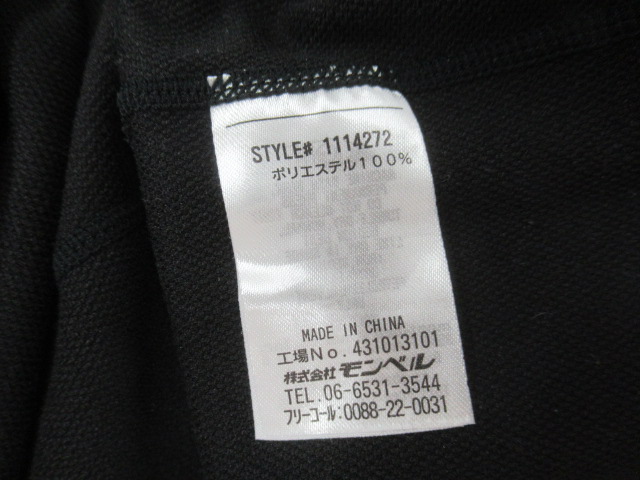 STYLE# 1114272
ポリエステル100%
MADE IN CHINA
工場No.431013101
株式会社モンベル
TEL.06-6531-3544
フリーコール:0088-22-0031